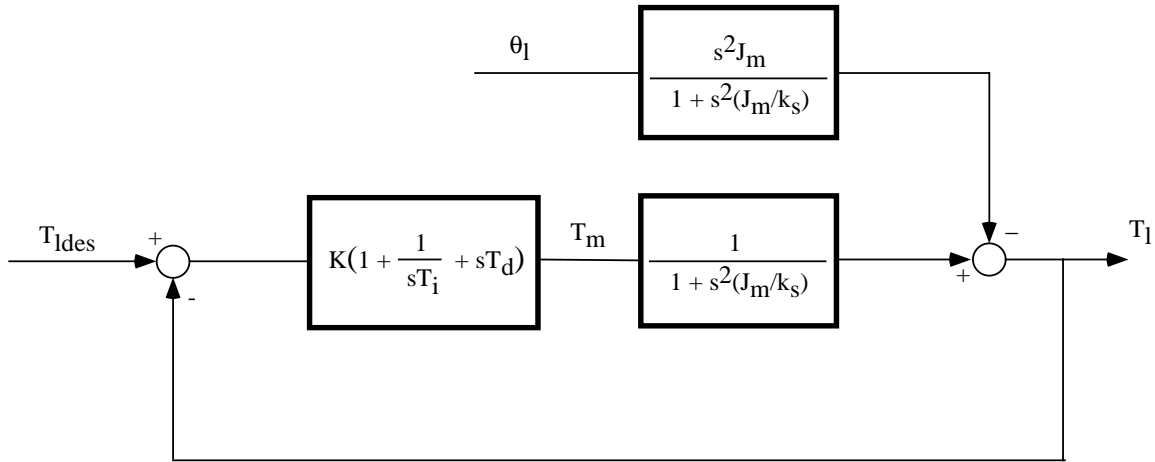 θl
s²Jm
1 + s²(Jm/ks)
–
Tldes
+
K(1 + 1/(sTi) + sTd)
Tm
1
1 + s²(Jm/ks)
+
Tl
-